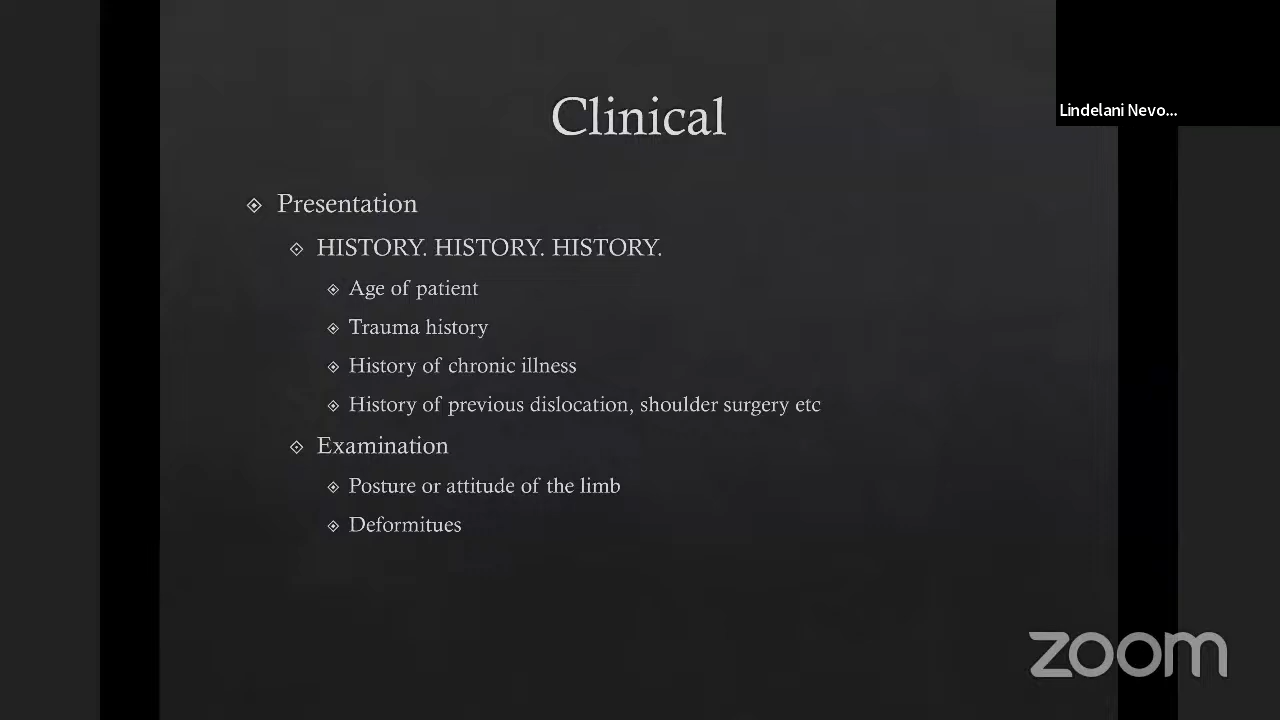 Clinical
Lindelani Nevo...
Presentation
HISTORY. HISTORY. HISTORY.
Age of patient
Trauma history
History of chronic illness
History of previous dislocation, shoulder surgery etc
Examination
Posture or attitude of the limb
Deformitues
zoom